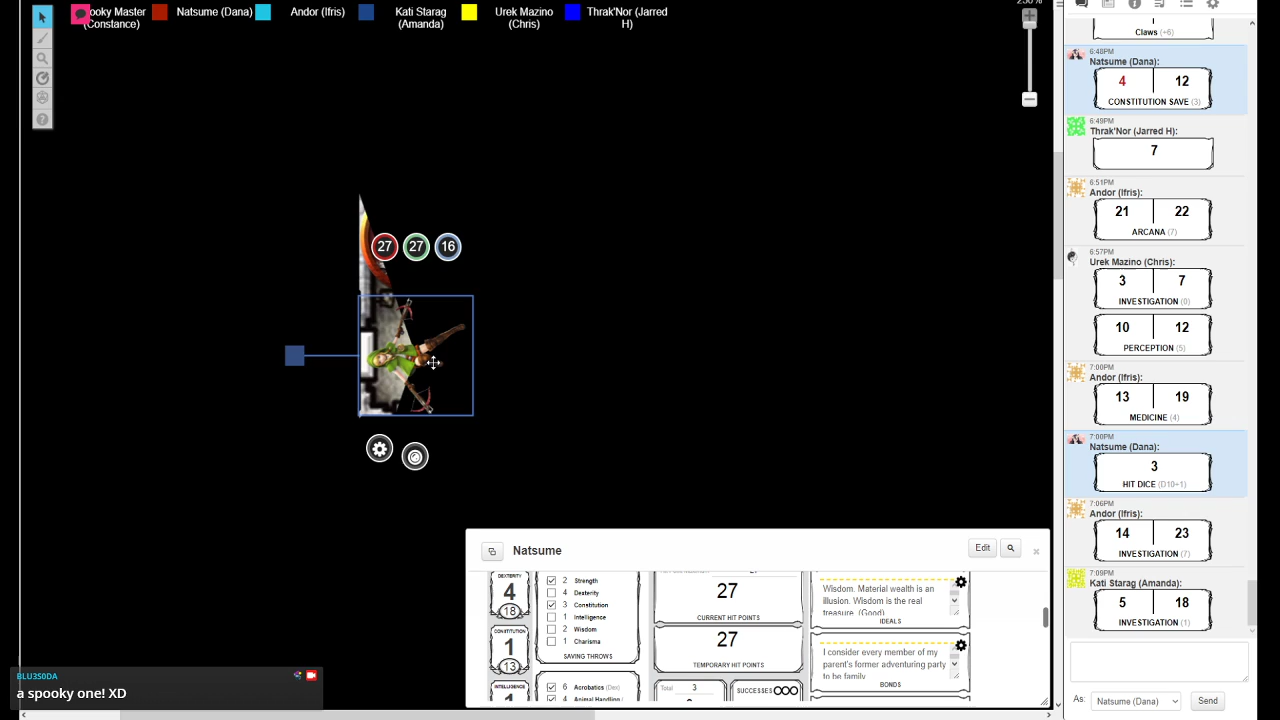 ooky Master
(Constance)
Natsume (Dana)
Andor (Ifris)
Kati Starag
(Amanda)
Urek Mazino
(Chris)
Thrak'Nor (Jarred
H)
27
27
16
Natsume
Edit
DEXTERITY
4
18
CONSTITUTION
1
13
INTELLIGENCE
2 Strength
4 Dexterity
3 Constitution
1 Intelligence
2 Wisdom
1 Charisma
SAVING THROWS
6 Acrobatics (Dex)
27
CURRENT HIT POINTS
27
TEMPORARY HIT POINTS
Total 3
SUCCESSES
Wisdom. Material wealth is an
illusion. Wisdom is the real
treasure. (Good)
IDEALS
I consider every member of my
parent's former adventuring party
to be family.
BONDS
BLU3S0DA
a spooky one! XD
Claws (+6)
6:48PM
Natsume (Dana):
4 12
CONSTITUTION SAVE (3)
6:49PM
Thrak'Nor (Jarred H):
7
6:51PM
Andor (Ifris):
21 22
ARCANA (7)
6:57PM
Urek Mazino (Chris):
3 7
INVESTIGATION (0)
10 12
PERCEPTION (5)
7:00PM
Andor (Ifris):
13 19
MEDICINE (4)
7:00PM
Natsume (Dana):
3
HIT DICE (D10+1)
7:06PM
Andor (Ifris):
14 23
INVESTIGATION (7)
7:09PM
Kati Starag (Amanda):
5 18
INVESTIGATION (1)
As: Natsume (Dana)
Send